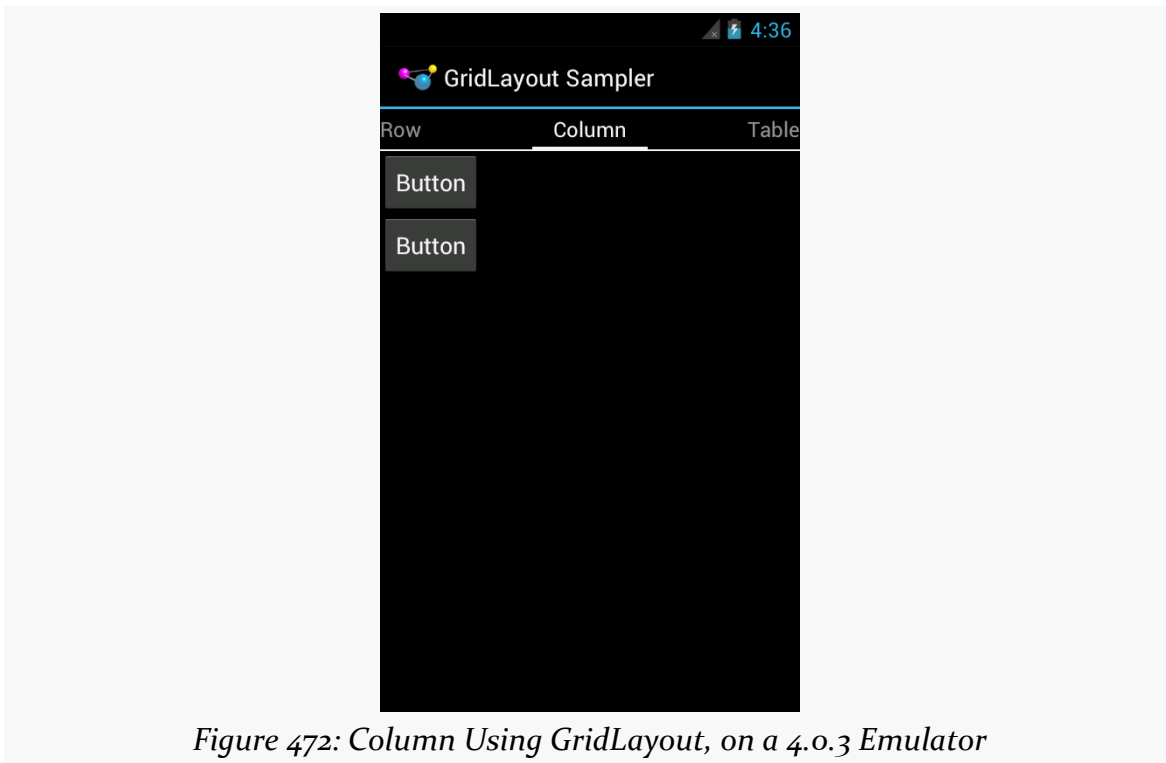 4:36
GridLayout Sampler
Row Column Table
Button
Button
Figure 472: Column Using GridLayout, on a 4.0.3 Emulator